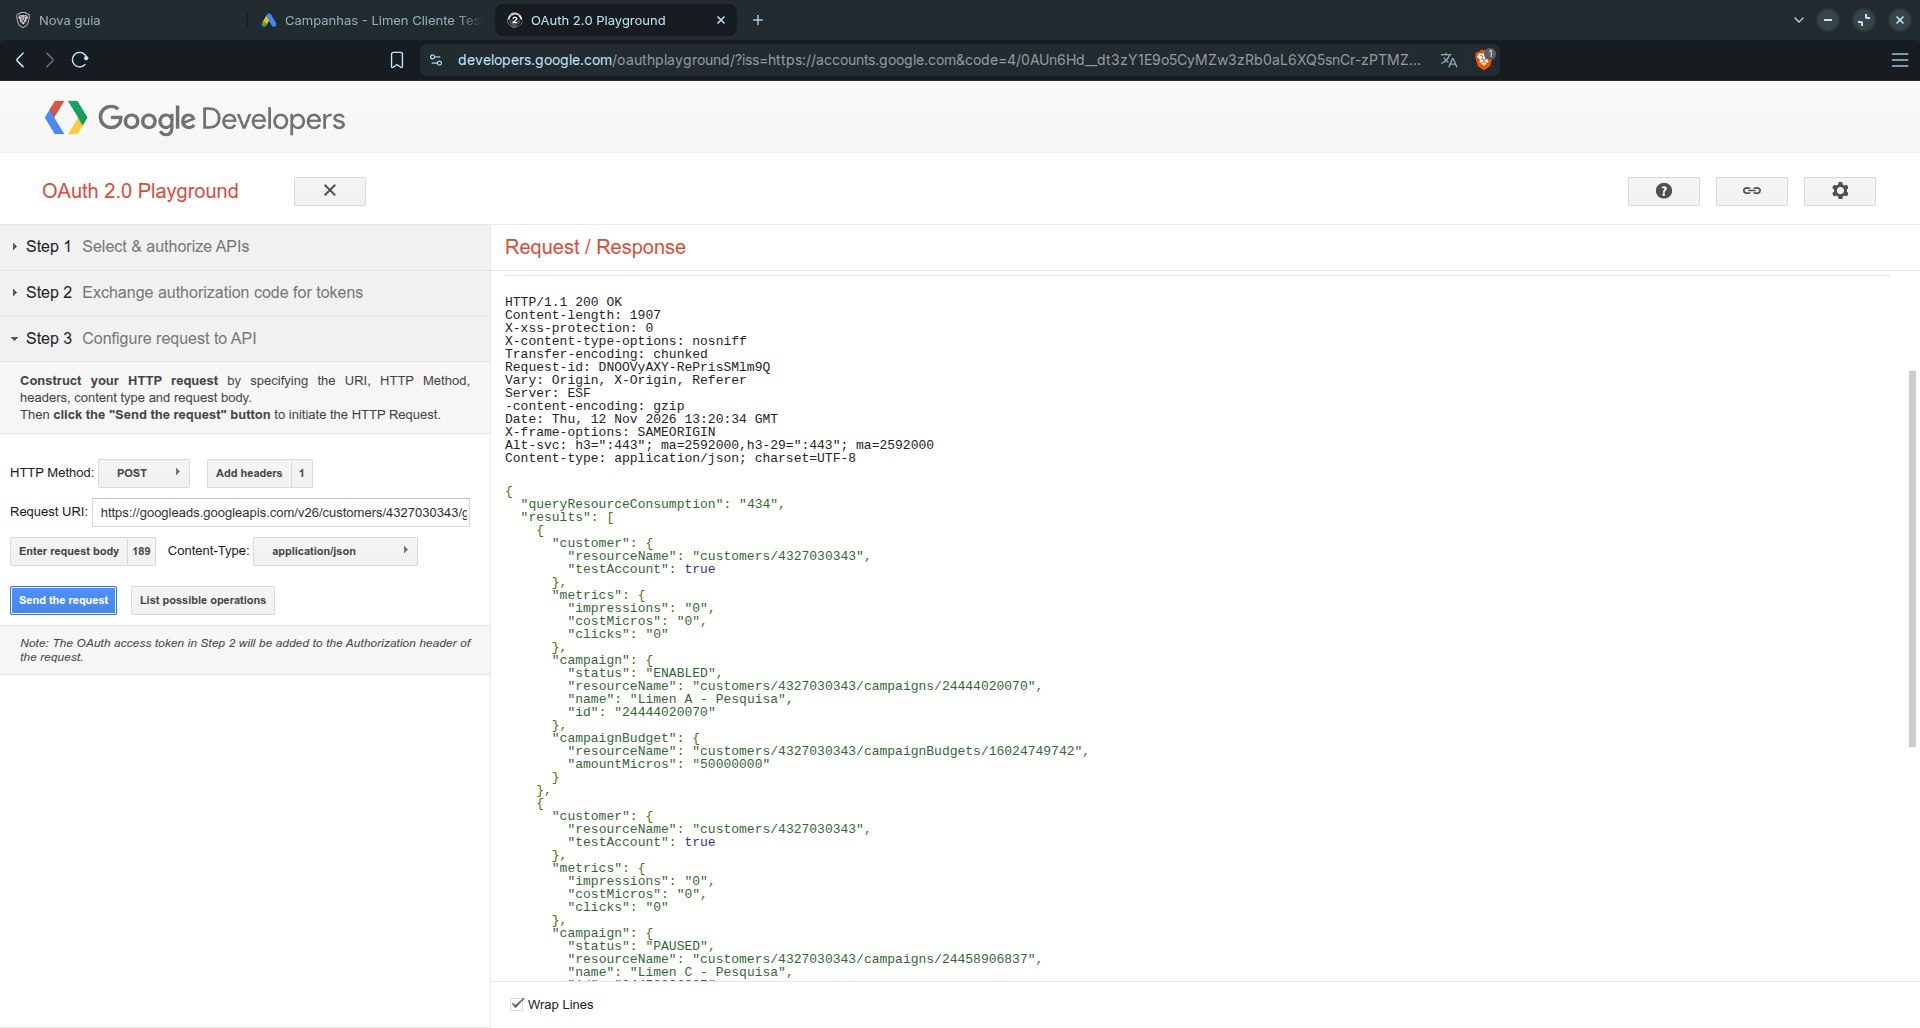 Nova guia
Campanhas - Limen Cliente Tes
OAuth 2.0 Playground
developers.google.com/oauthplayground/?iss=https://accounts.google.com&code=4/0AUn6Hd__dt3zY1E9o5CyMZw3zRb0aL6XQ5snCr-zPTMZ...
1
Google Developers
OAuth 2.0 Playground
Step 1 Select & authorize APIs
Step 2 Exchange authorization code for tokens
Step 3 Configure request to API
Construct your HTTP request by specifying the URI, HTTP Method,
headers, content type and request body.
Then click the "Send the request" button to initiate the HTTP Request.
HTTP Method: POST Add headers 1
Request URI: https://googleads.googleapis.com/v26/customers/4327030343/g
Enter request body 189 Content-Type: application/json
Send the request List possible operations
Note: The OAuth access token in Step 2 will be added to the Authorization header of
the request.
Request / Response
HTTP/1.1 200 OK
Content-length: 1907
X-xss-protection: 0
X-content-type-options: nosniff
Transfer-encoding: chunked
Request-id: DNOOVyAXY-RePrisSMlm9Q
Vary: Origin, X-Origin, Referer
Server: ESF
-content-encoding: gzip
Date: Thu, 12 Nov 2026 13:20:34 GMT
X-frame-options: SAMEORIGIN
Alt-svc: h3=":443"; ma=2592000,h3-29=":443"; ma=2592000
Content-type: application/json; charset=UTF-8
{
"queryResourceConsumption": "434",
"results": [
{
"customer": {
"resourceName": "customers/4327030343",
"testAccount": true
},
"metrics": {
"impressions": "0",
"costMicros": "0",
"clicks": "0"
},
"campaign": {
"status": "ENABLED",
"resourceName": "customers/4327030343/campaigns/24444020070",
"name": "Limen A - Pesquisa",
"id": "24444020070"
},
"campaignBudget": {
"resourceName": "customers/4327030343/campaignBudgets/16024749742",
"amountMicros": "50000000"
}
},
{
"customer": {
"resourceName": "customers/4327030343",
"testAccount": true
},
"metrics": {
"impressions": "0",
"costMicros": "0",
"clicks": "0"
},
"campaign": {
"status": "PAUSED",
"resourceName": "customers/4327030343/campaigns/24458906837",
"name": "Limen C - Pesquisa",
Wrap Lines